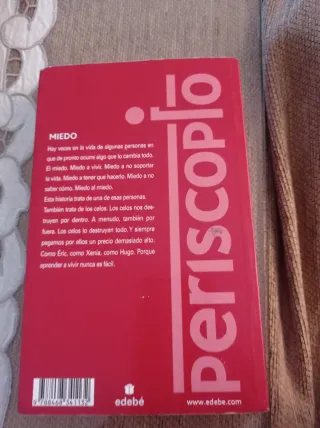 MIEDO
Hay veces en la vida de algunas personas en
que de pronto ocurre algo que lo cambia todo.
El miedo. Miedo a vivir. Miedo a no soportar
la vida. Miedo a tener que hacerlo. Miedo a no
saber cómo. Miedo al miedo.
Esta historia trata de una de esas personas.
También trata de los celos. Los celos nos des-
truyen por dentro. A menudo, también por
fuera. Los celos lo destruyen todo. Y siempre
pagamos por ellos un precio demasiado alto.
Como Eric, como Xenia, como Hugo. Porque
aprender a vivir nunca es fácil.
periscopio
edebé
www.edebe.com